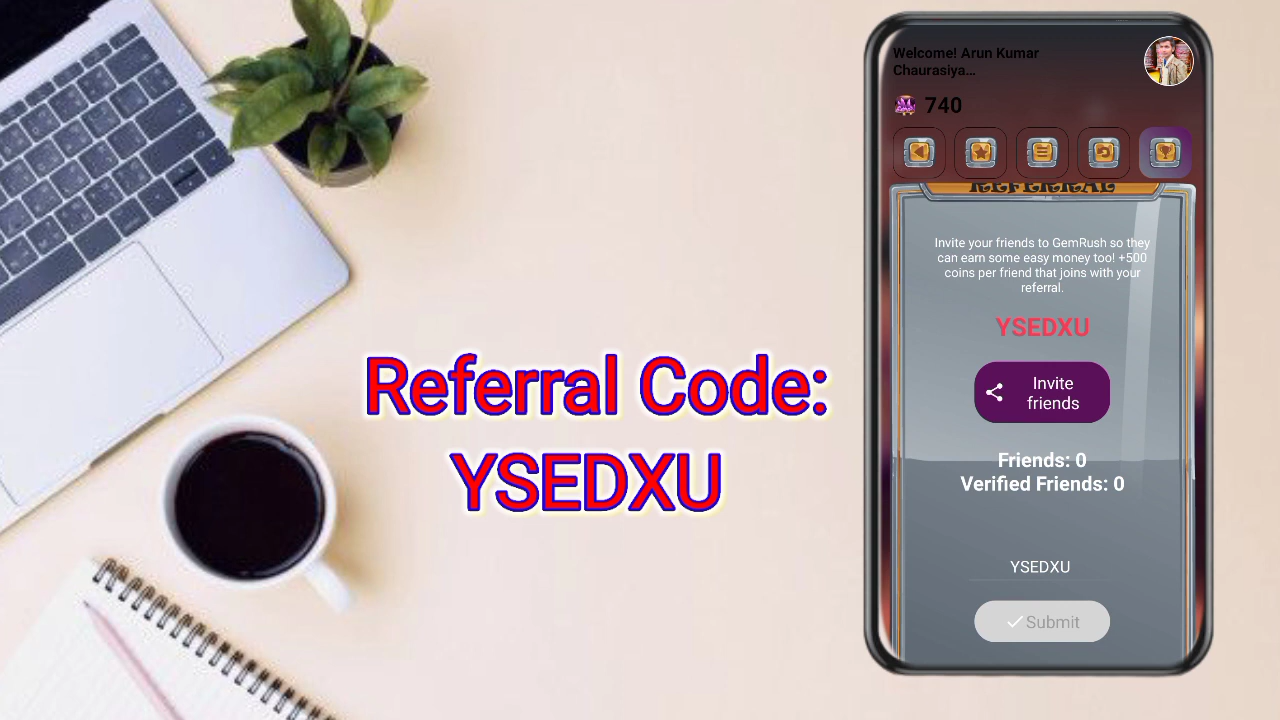 Referral Code:
YSEDXU
Welcome! Arun Kumar
Chaurasiya...
740
REFERRAL
Invite your friends to GemRush so they
can earn some easy money too! +500
coins per friend that joins with your
referral.
YSEDXU
Invite
friends
Friends: 0
Verified Friends: 0
YSEDXU
Submit